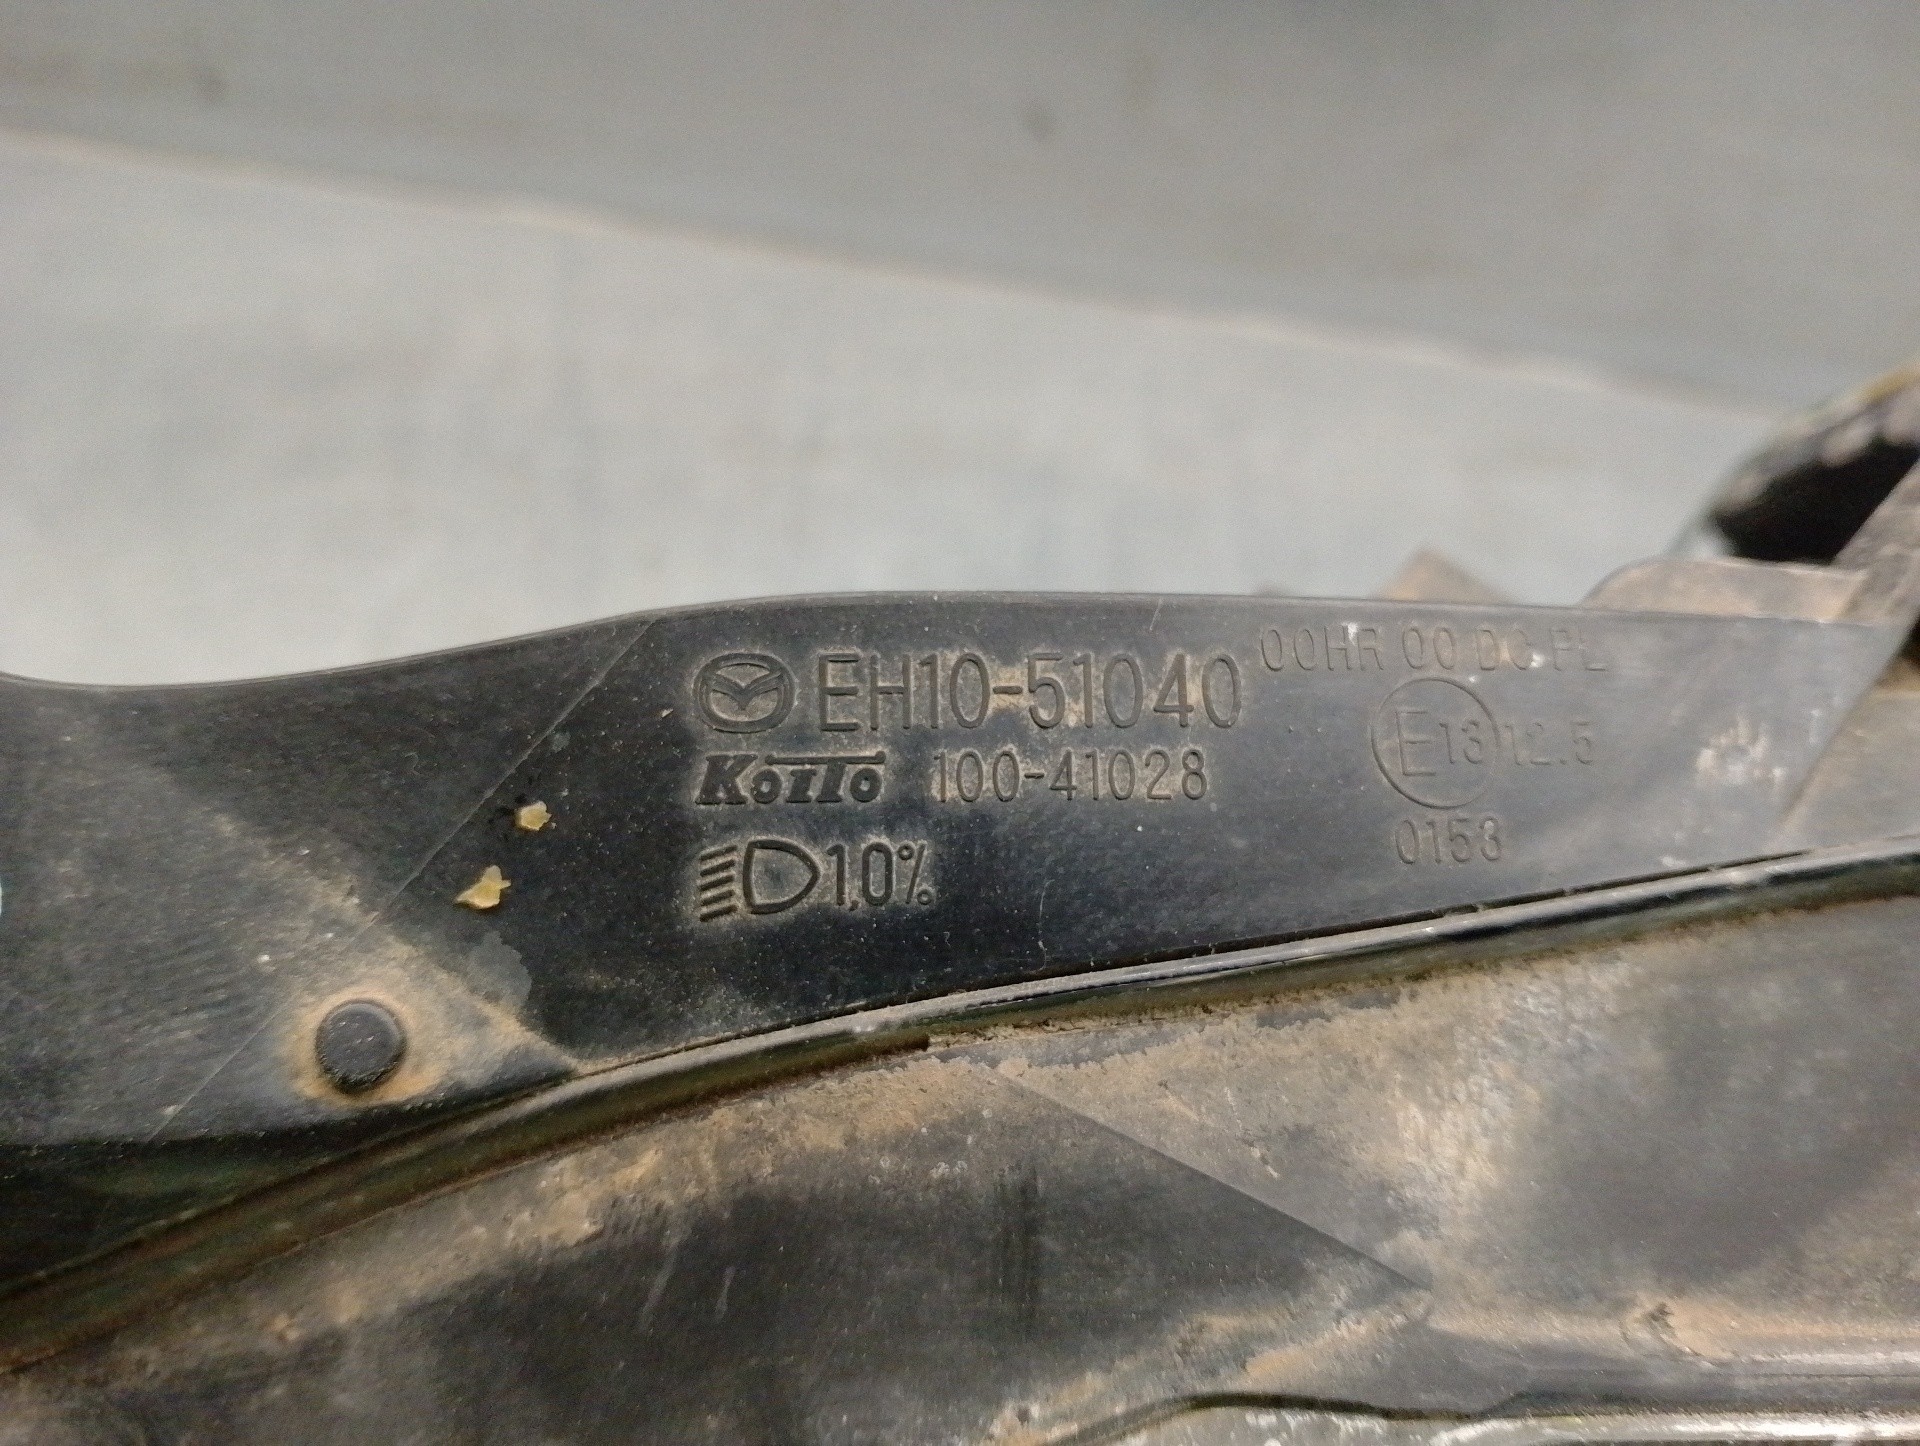 EH10-51040
KOITO 100-41028
1,0%
00HR 00 DC PL
E13 12.5
0153